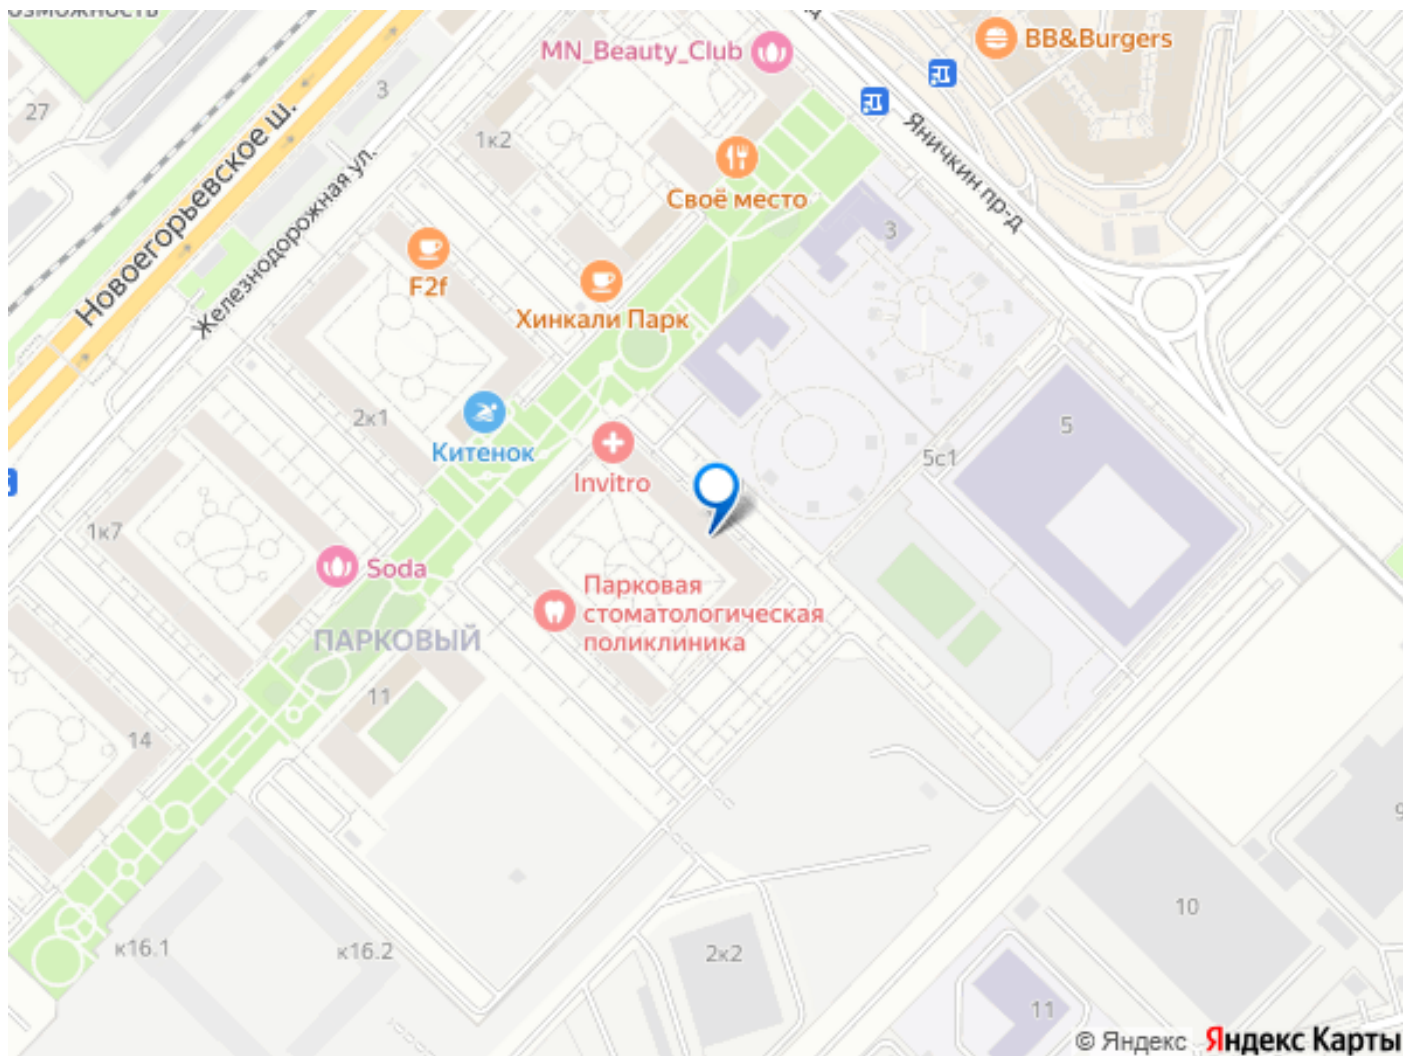 27
3
Новоегорьевское ш.
Железнодорожная ул.
1к2
MN_Beauty_Club
BB&Burgers
Яничкин пр-д
Своё место
3
F2f
Хинкали Парк
2к1
Китенок
Invitro
5
5с1
1к7
Soda
Парковая
стоматологическая
поликлиника
ПАРКОВЫЙ
11
14
к16.1
к16.2
2к2
10
9
11
© Яндекс
Яндекс Карты